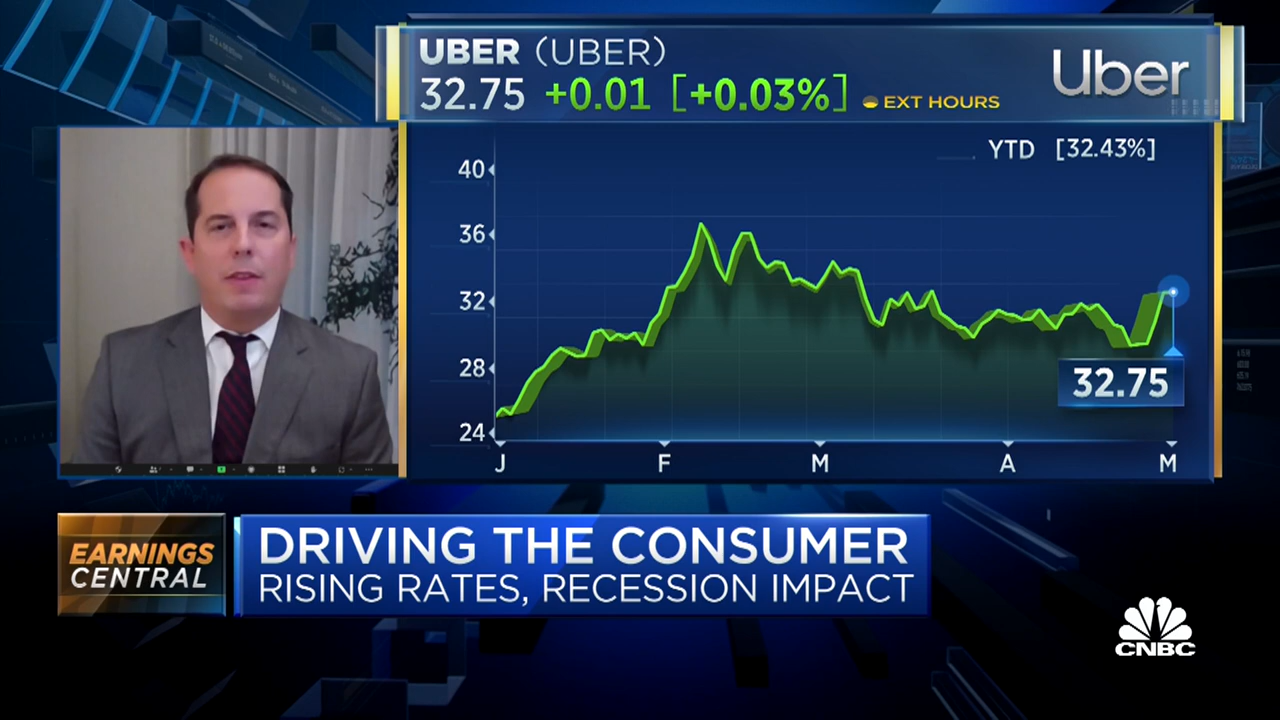 UBER (UBER)
32.75 +0.01 [+0.03%] EXT HOURS
Uber
YTD [32.43%]
40
36
32
28
24
32.75
J F M A M
EARNINGS
CENTRAL
DRIVING THE CONSUMER
RISING RATES, RECESSION IMPACT
CNBC